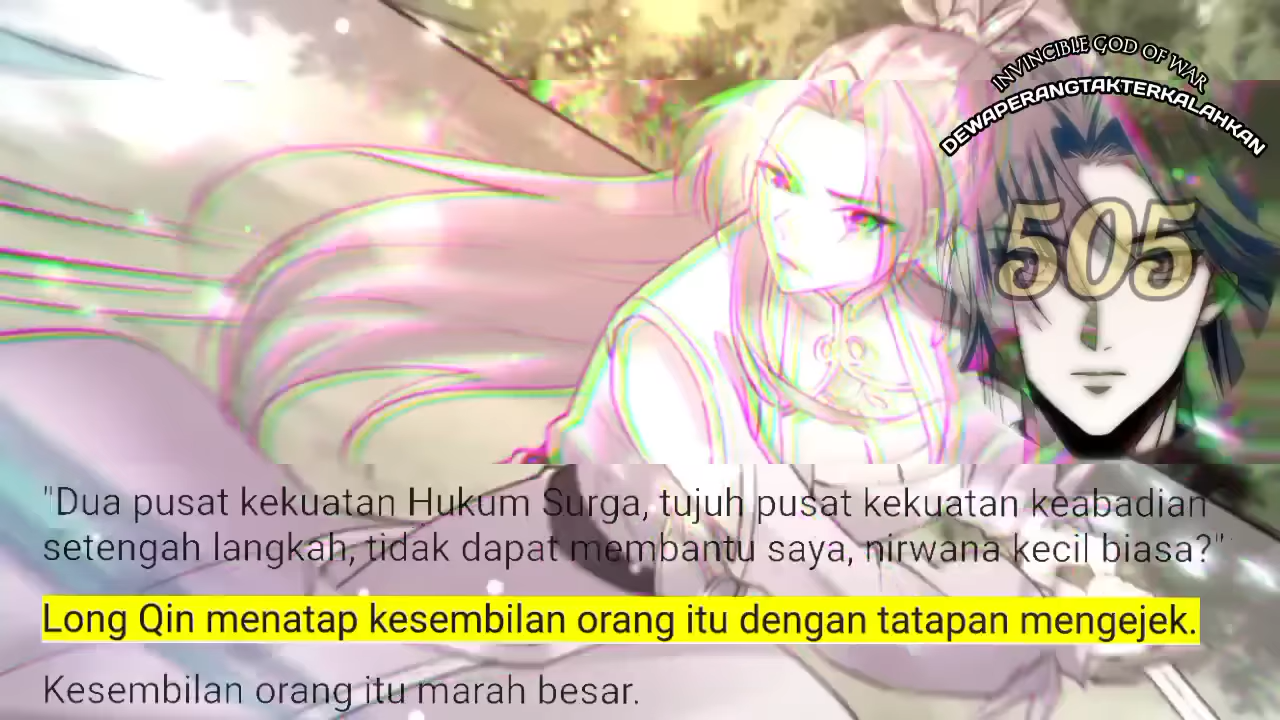 INVINCIBLE GOD OF WAR
DEWAPERANGTAKTERKALAHKAN
505
"Dua pusat kekuatan Hukum Surga, tujuh pusat kekuatan keabadian
setengah langkah, tidak dapat membantu saya, nirwana kecil biasa?"
Long Qin menatap kesembilan orang itu dengan tatapan mengejek.
Kesembilan orang itu marah besar.